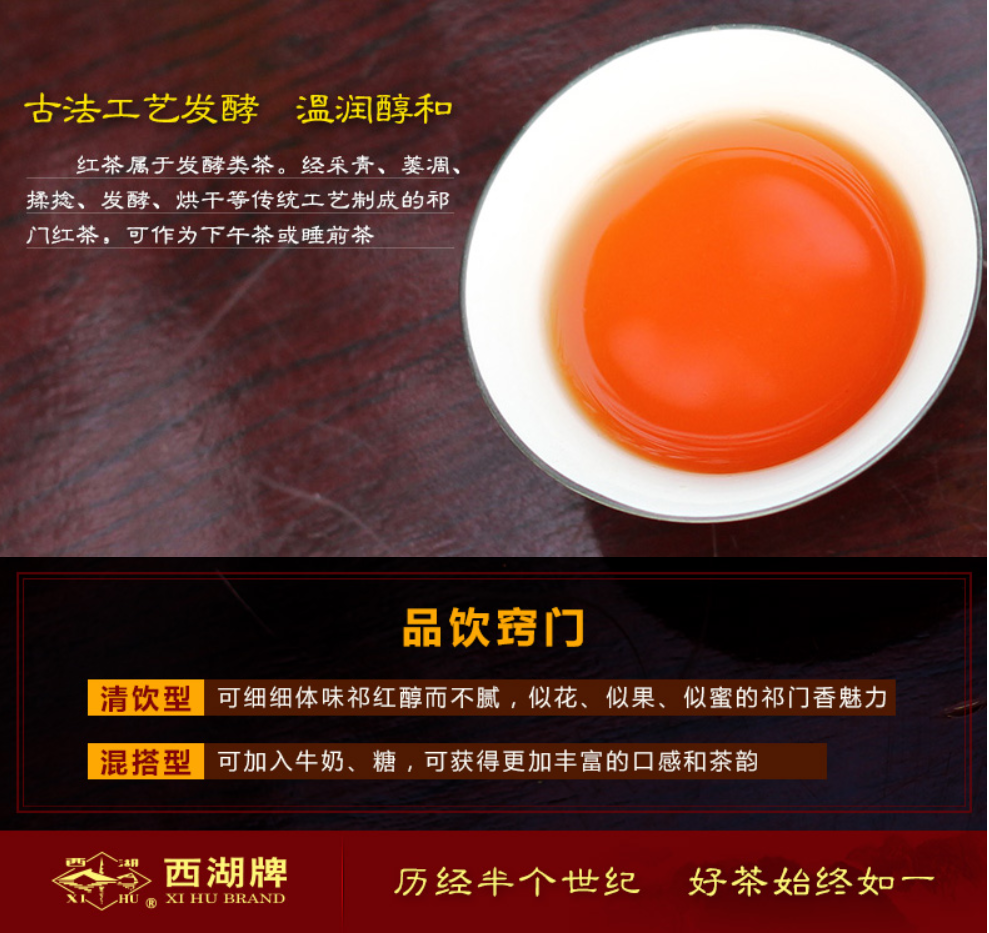 古法工艺发酵 温润醇和
红茶属于发酵类茶。经采青、萎凋、
揉捻、发酵、烘干等传统工艺制成的祁
门红茶。可作为下午茶或睡前茶
品饮窍门
清饮型 可细细体味祁红醇而不腻，似花、似果、似蜜的祁门香魅力
混搭型 可加入牛奶、糖，可获得更加丰富的口感和茶韵
西 湖
XI HU ®
西湖牌
XI HU BRAND
历经半个世纪 好茶始终如一